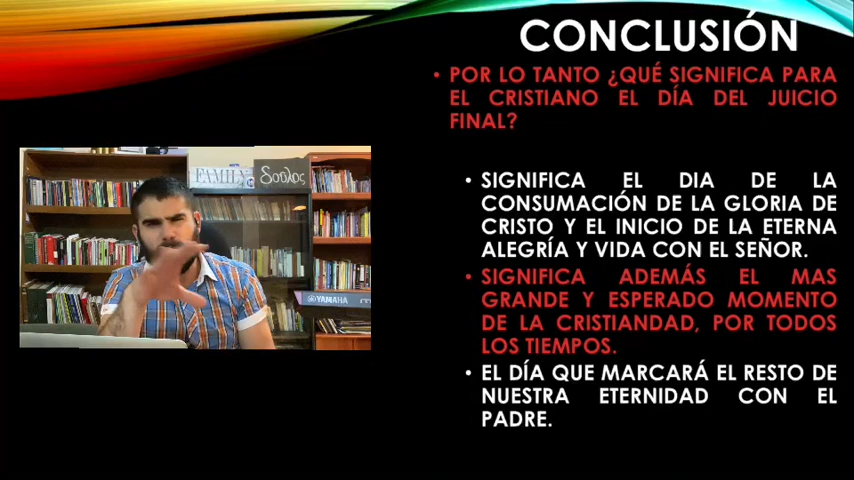 CONCLUSIÓN
• POR LO TANTO ¿QUÉ SIGNIFICA PARA
EL CRISTIANO EL DÍA DEL JUICIO
FINAL?
• SIGNIFICA EL DIA DE LA
CONSUMACIÓN DE LA GLORIA DE
CRISTO Y EL INICIO DE LA ETERNA
ALEGRÍA Y VIDA CON EL SEÑOR.
• SIGNIFICA ADEMÁS EL MAS
GRANDE Y ESPERADO MOMENTO
DE LA CRISTIANDAD, POR TODOS
LOS TIEMPOS.
• EL DÍA QUE MARCARÁ EL RESTO DE
NUESTRA ETERNIDAD CON EL
PADRE.
FAMILY
δοῦλος
YAMAHA